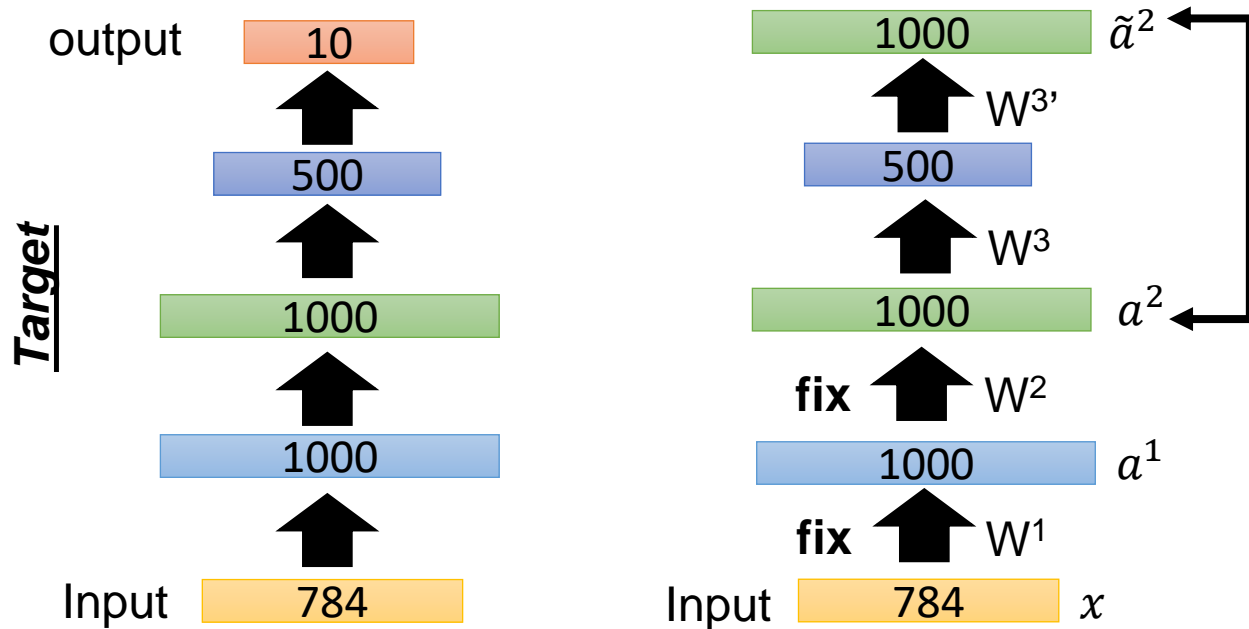 Target
output
10
500
1000
1000
Input 784
1000 ã²
W³’
500
W³
1000 a²
fix W²
1000 a¹
fix W¹
Input 784 x